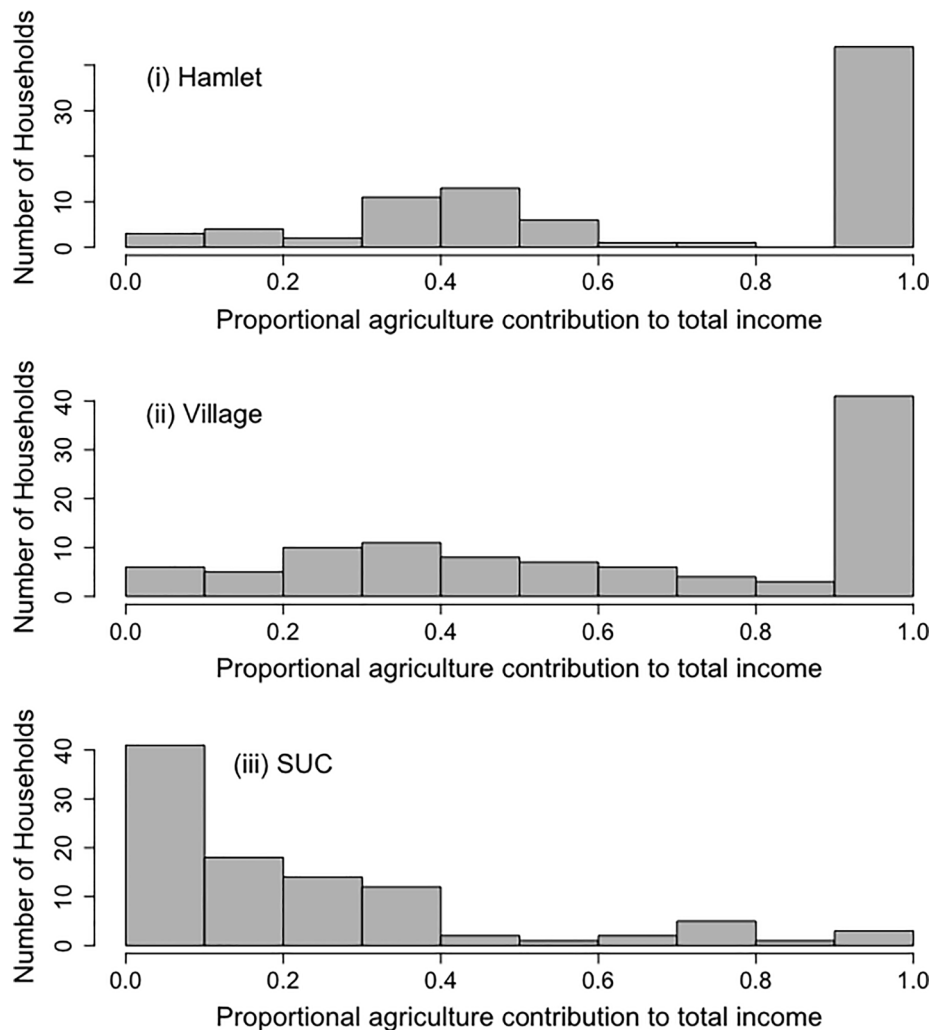 (i) Hamlet
Number of Households
0 10 30
0.0 0.2 0.4 0.6 0.8 1.0
Proportional agriculture contribution to total income
(ii) Village
Number of Households
0 10 20 30 40
0.0 0.2 0.4 0.6 0.8 1.0
Proportional agriculture contribution to total income
(iii) SUC
Number of Households
0 10 20 30 40
0.0 0.2 0.4 0.6 0.8 1.0
Proportional agriculture contribution to total income